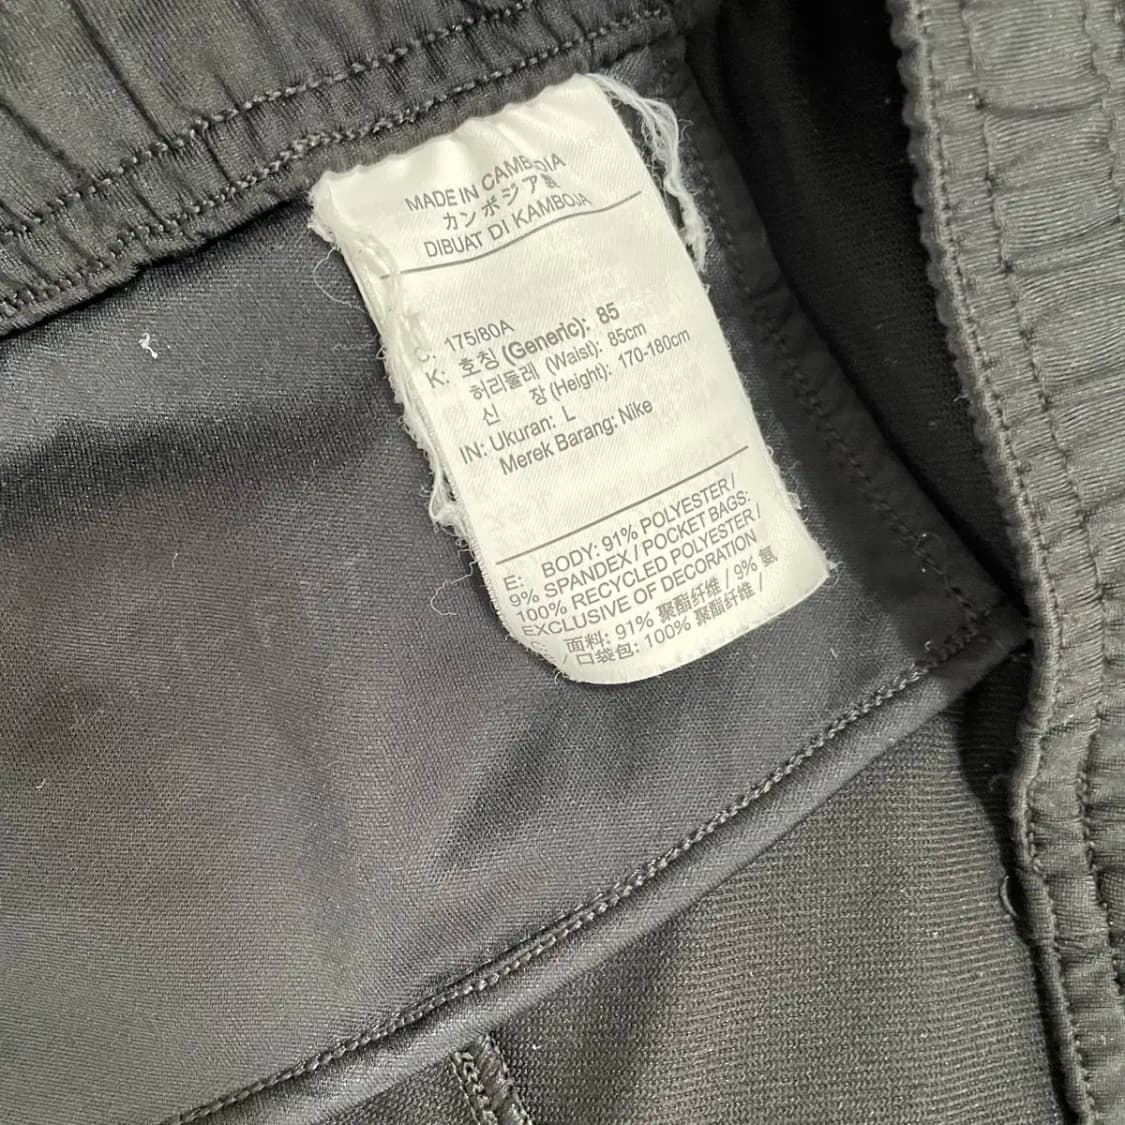 MADE IN CAMBODIA
カンボジア製
DIBUAT DI KAMBOJA
C: 175/80A
K: 호칭 (Generic): 85
허리둘레 (Waist): 85cm
신 장 (Height): 170-180cm
IN: Ukuran: L
Merek Barang: Nike
E: BODY: 91% POLYESTER /
9% SPANDEX / POCKET BAGS:
100% RECYCLED POLYESTER /
EXCLUSIVE OF DECORATION
C: 面料: 91% 聚酯纤维 / 9% 氨
/ 口袋包: 100% 聚酯纤维 /